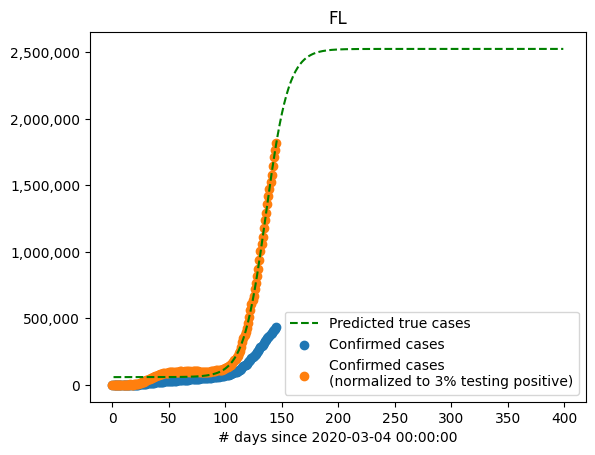 FL
2,500,000
2,000,000
1,500,000
1,000,000
500,000
0
Predicted true cases
Confirmed cases
Confirmed cases
(normalized to 3% testing positive)
0 50 100 150 200 250 300 350 400
# days since 2020-03-04 00:00:00